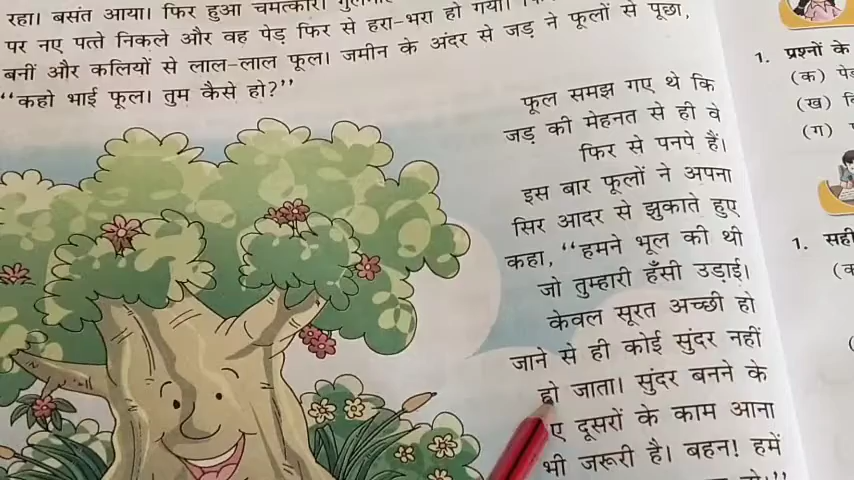 रहा। बसंत आया। फिर हुआ चमत्कार!
पर नए पत्ते निकले और वह पेड़ फिर से हरा-भरा हो गया।
बनीं और कलियों से लाल-लाल फूल। जमीन के अंदर से जड़ ने फूलों से पूछा,
“कहो भाई फूल। तुम कैसे हो?”
फूल समझ गए थे कि
जड़ की मेहनत से ही वे
फिर से पनपे हैं।
इस बार फूलों ने अपना
सिर आदर से झुकाते हुए
कहा, “हमने भूल की थी
जो तुम्हारी हँसी उड़ाई।
केवल सूरत अच्छी हो
जाने से ही कोई सुंदर नहीं
हो जाता। सुंदर बनने के
ए दूसरों के काम आना
भी जरूरी है। बहन! हमें
1. प्रश्नों के
(क)
(ख)
(ग)
1. सही